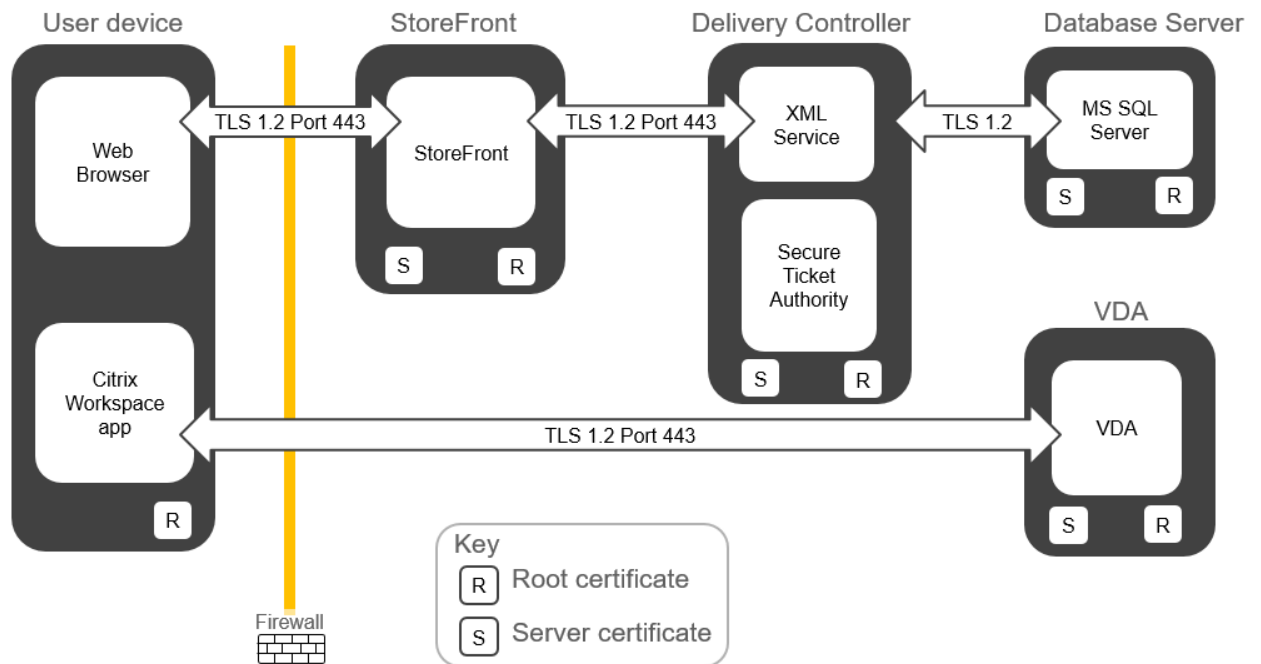 User device
StoreFront
Delivery Controller
Database Server
Web
Browser
TLS 1.2 Port 443
StoreFront
TLS 1.2 Port 443
XML
Service
TLS 1.2
MS SQL
Server
S
R
S
R
Secure
Ticket
Authority
S
R
VDA
Citrix
Workspace
app
TLS 1.2 Port 443
VDA
R
S
R
Key
R
Root certificate
S
Server certificate
Firewall